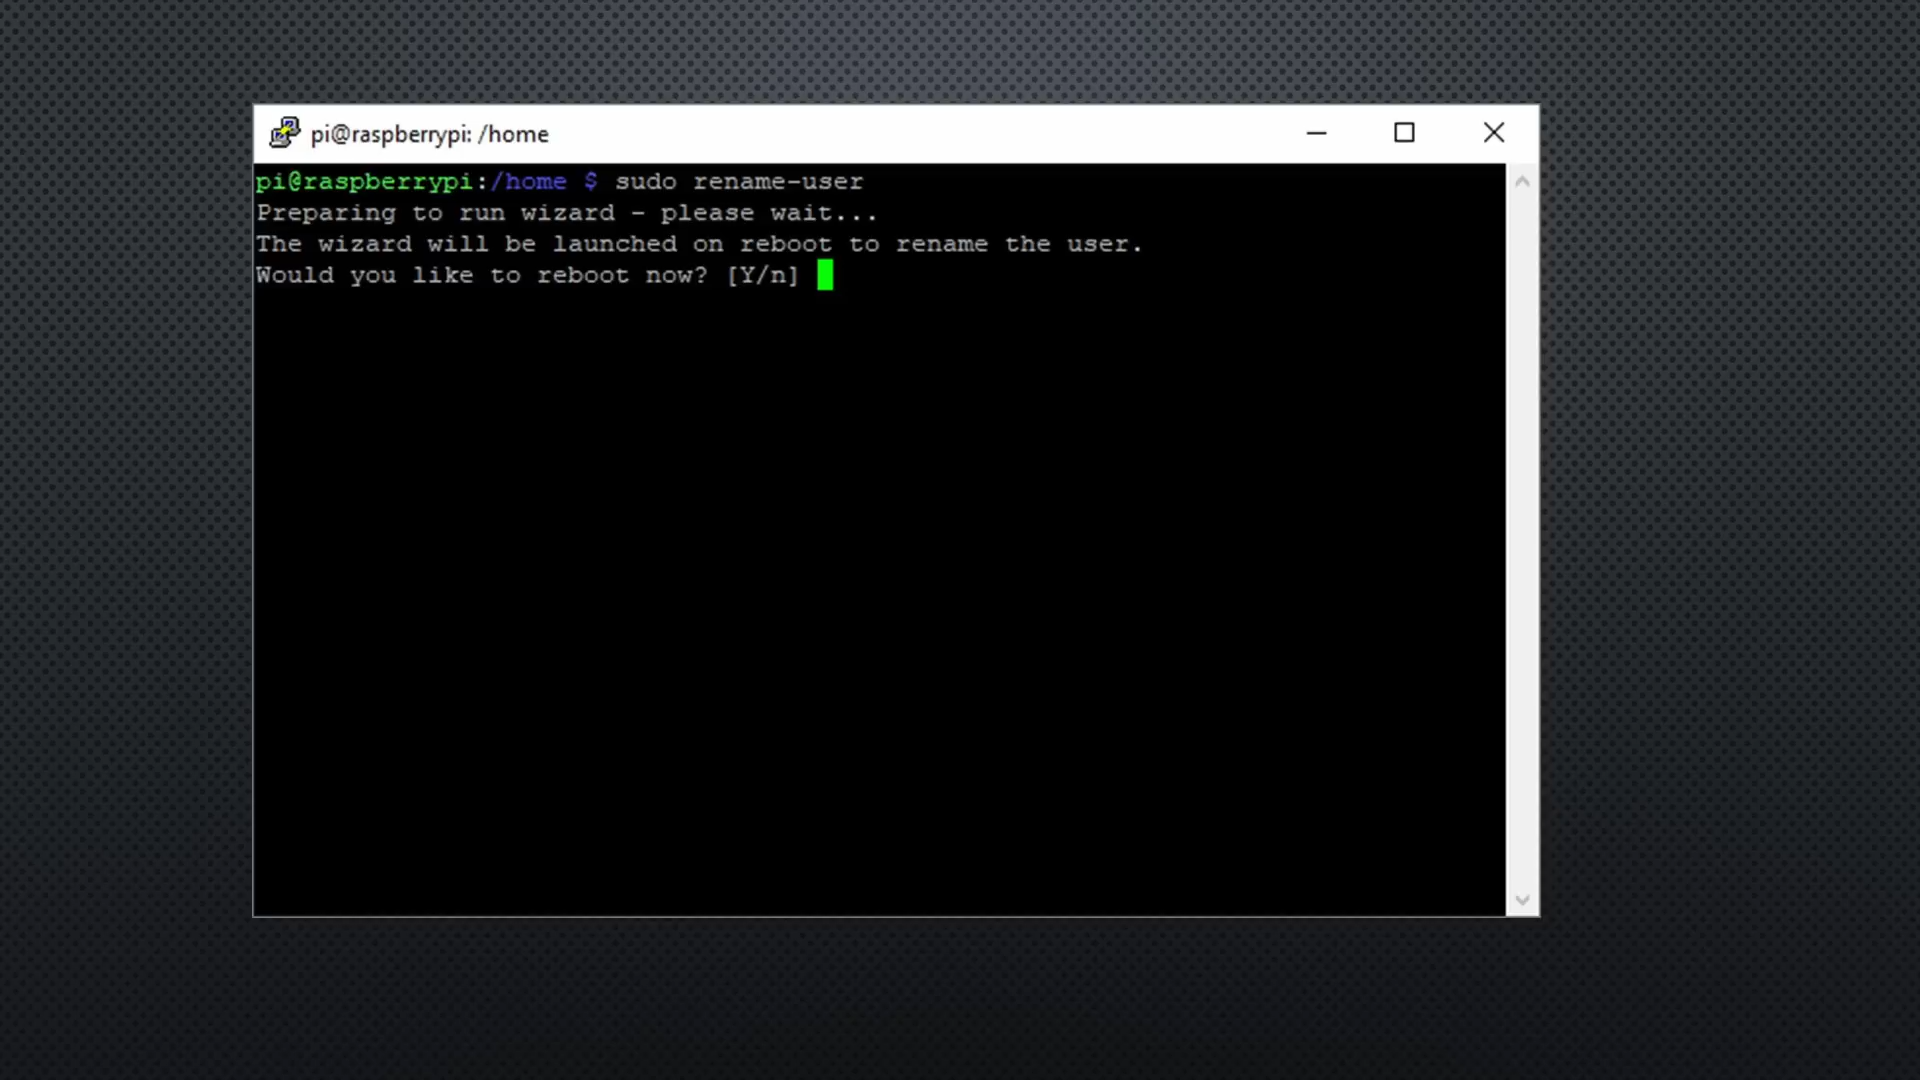 pi@raspberrypi: /home
pi@raspberrypi:/home $ sudo rename-user
Preparing to run wizard - please wait...
The wizard will be launched on reboot to rename the user.
Would you like to reboot now? [Y/n]